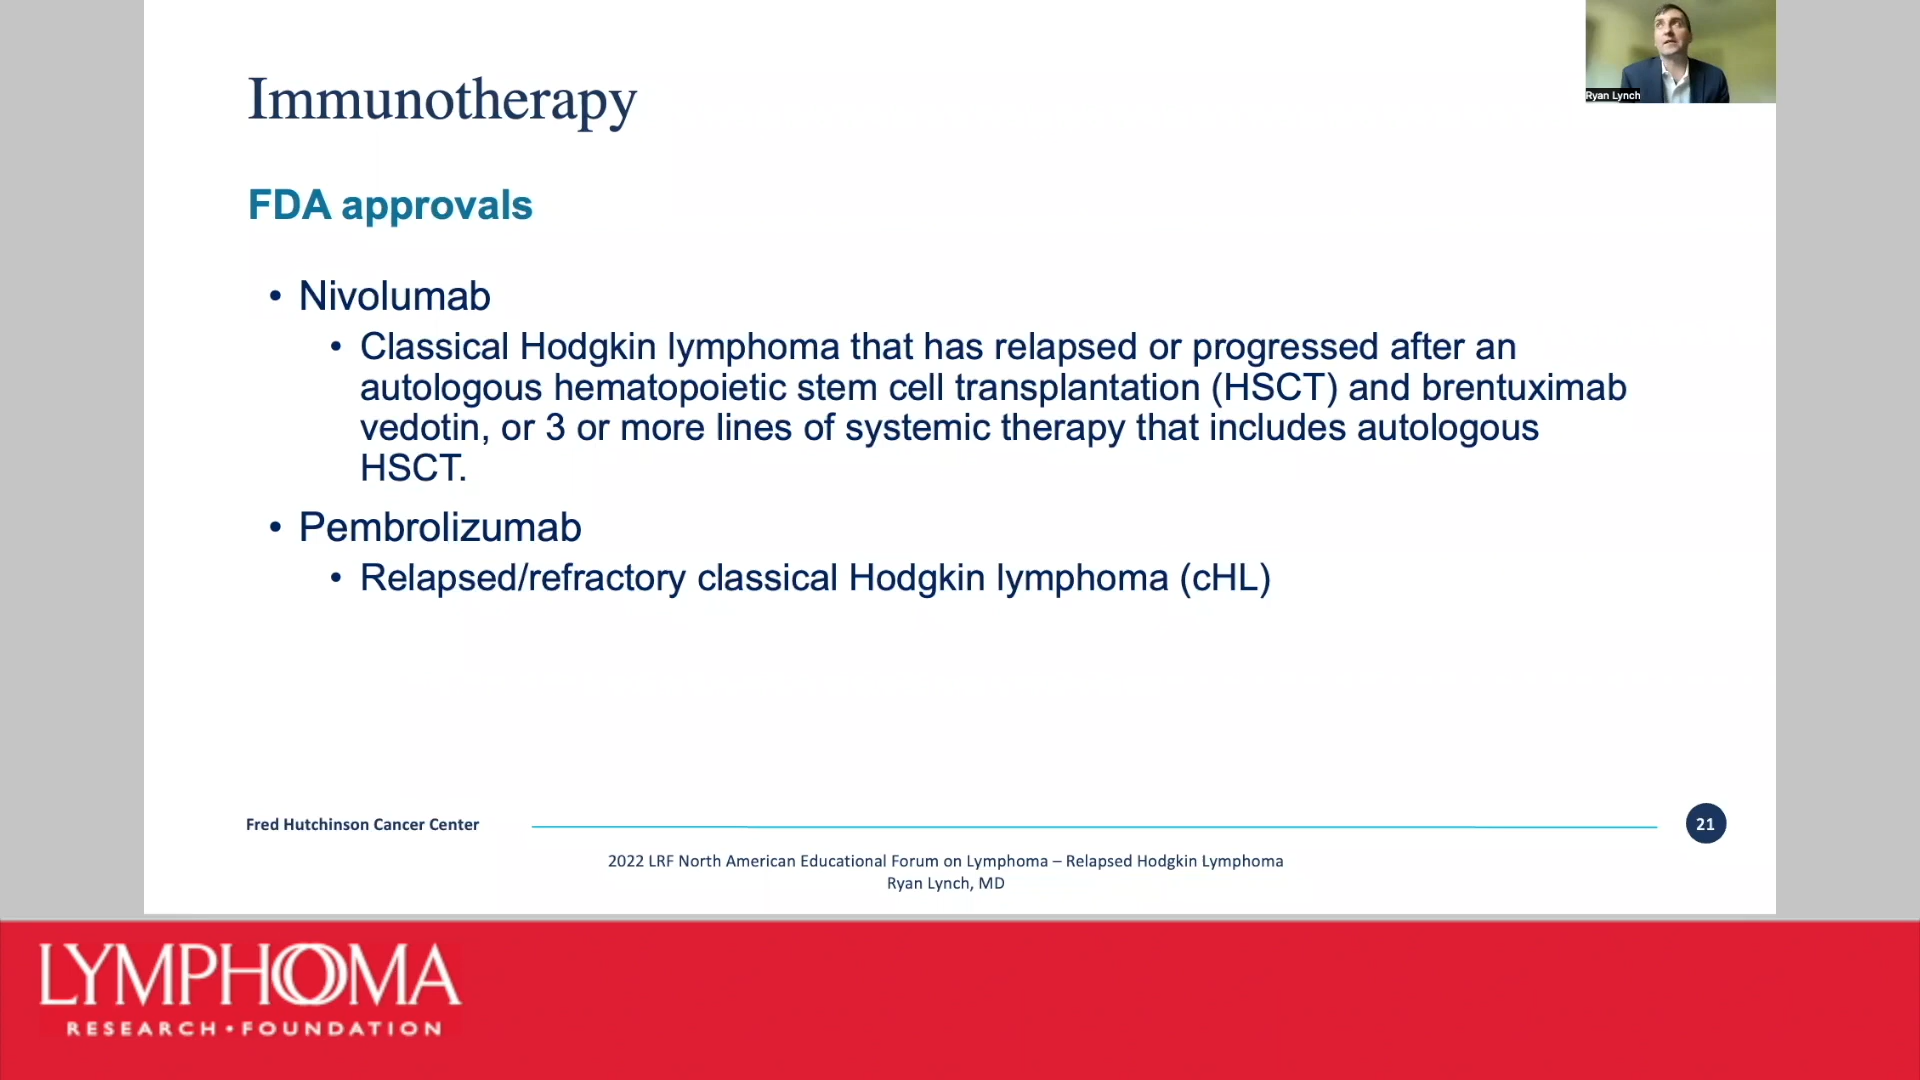 Ryan Lynch
Immunotherapy
FDA approvals
• Nivolumab
• Classical Hodgkin lymphoma that has relapsed or progressed after an
autologous hematopoietic stem cell transplantation (HSCT) and brentuximab
vedotin, or 3 or more lines of systemic therapy that includes autologous
HSCT.
• Pembrolizumab
• Relapsed/refractory classical Hodgkin lymphoma (cHL)
Fred Hutchinson Cancer Center
21
2022 LRF North American Educational Forum on Lymphoma – Relapsed Hodgkin Lymphoma
Ryan Lynch, MD
LYMPHOMA
RESEARCH • FOUNDATION